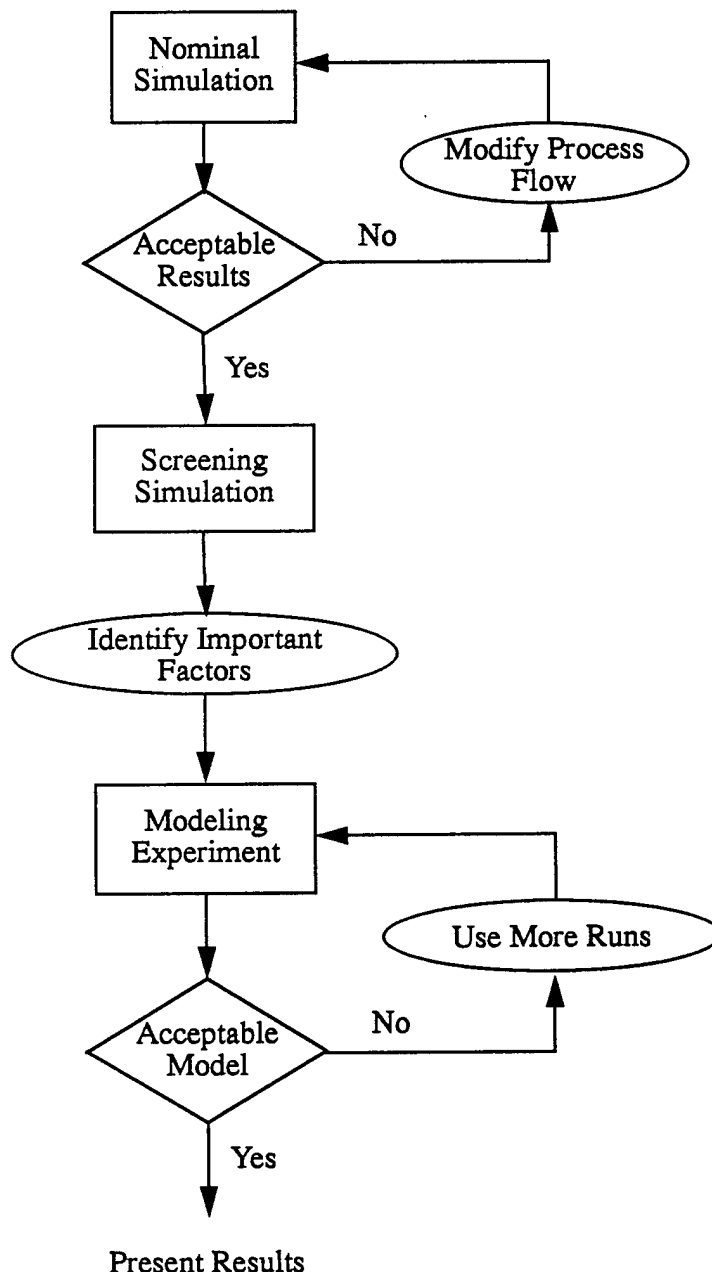 Nominal
Simulation
Modify Process
Flow
Acceptable
Results
No
Yes
Screening
Simulation
Identify Important
Factors
Modeling
Experiment
Use More Runs
Acceptable
Model
No
Yes
Present Results